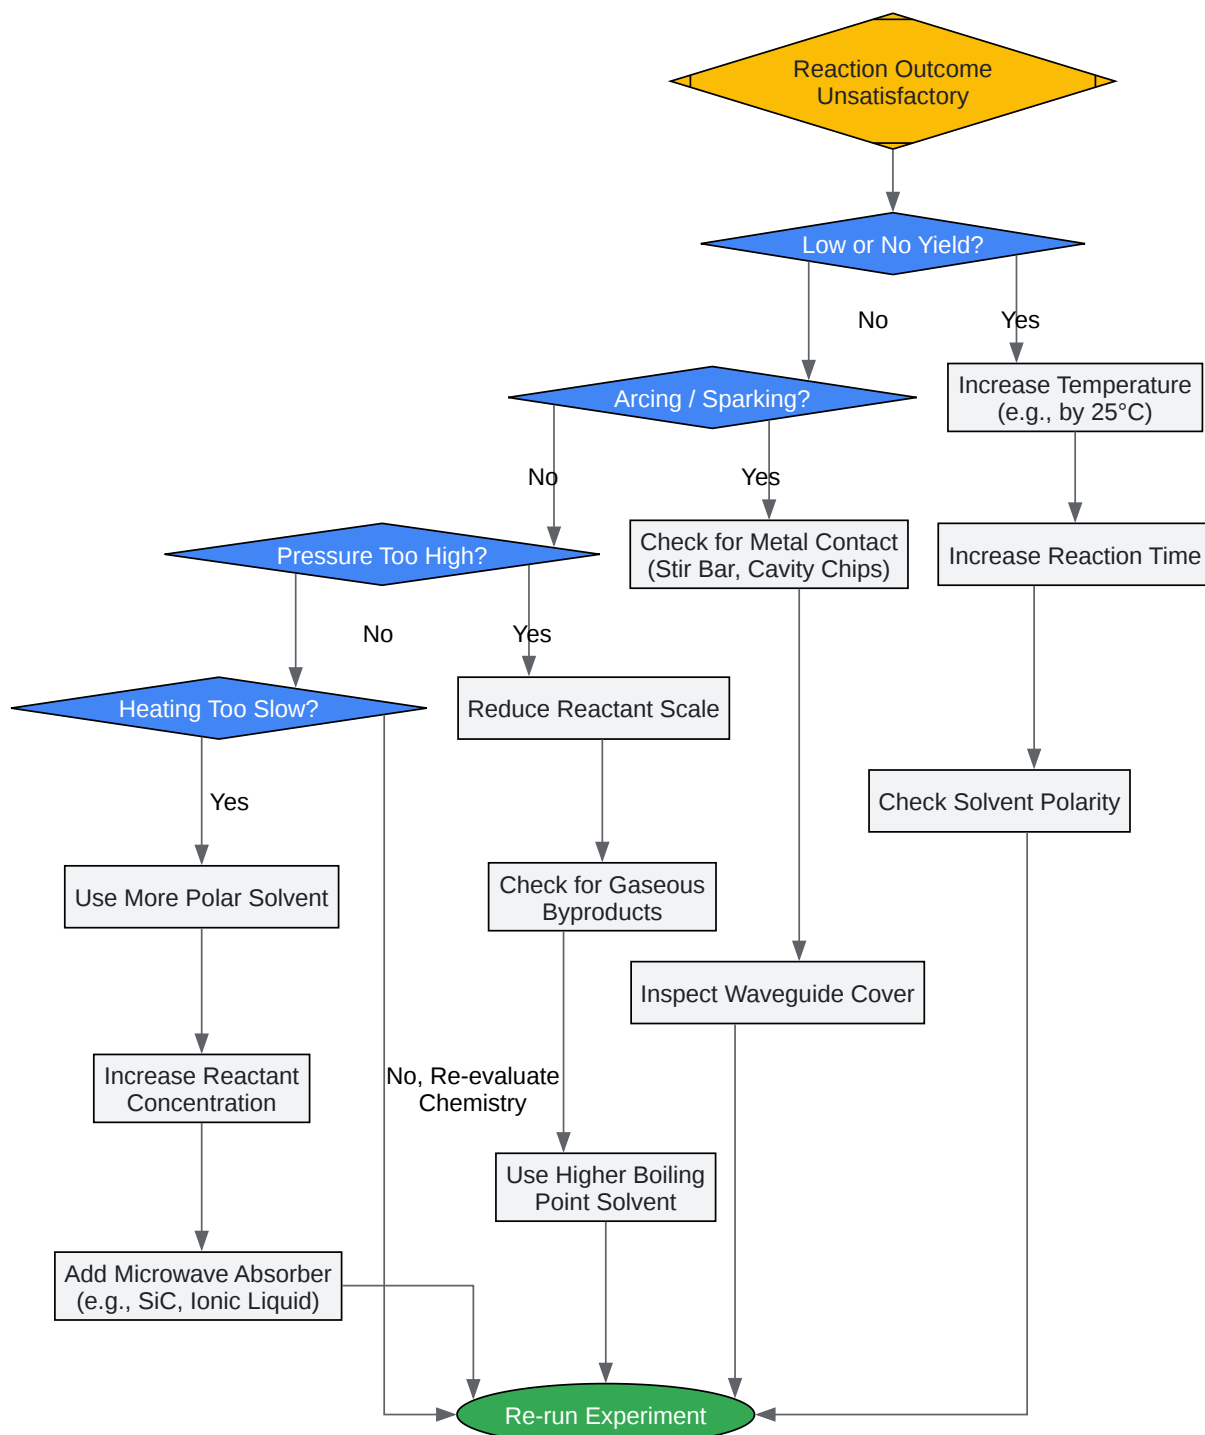 Reaction Outcome
Unsatisfactory
Low or No Yield?
No
Yes
Increase Temperature
(e.g., by 25°C)
Arcing / Sparking?
No
Yes
Check for Metal Contact
(Stir Bar, Cavity Chips)
Increase Reaction Time
Pressure Too High?
No
Yes
Heating Too Slow?
Reduce Reactant Scale
Yes
Check Solvent Polarity
Use More Polar Solvent
Check for Gaseous
Byproducts
Inspect Waveguide Cover
Increase Reactant
Concentration
No, Re-evaluate
Chemistry
Use Higher Boiling
Point Solvent
Add Microwave Absorber
(e.g., SiC, Ionic Liquid)
Re-run Experiment